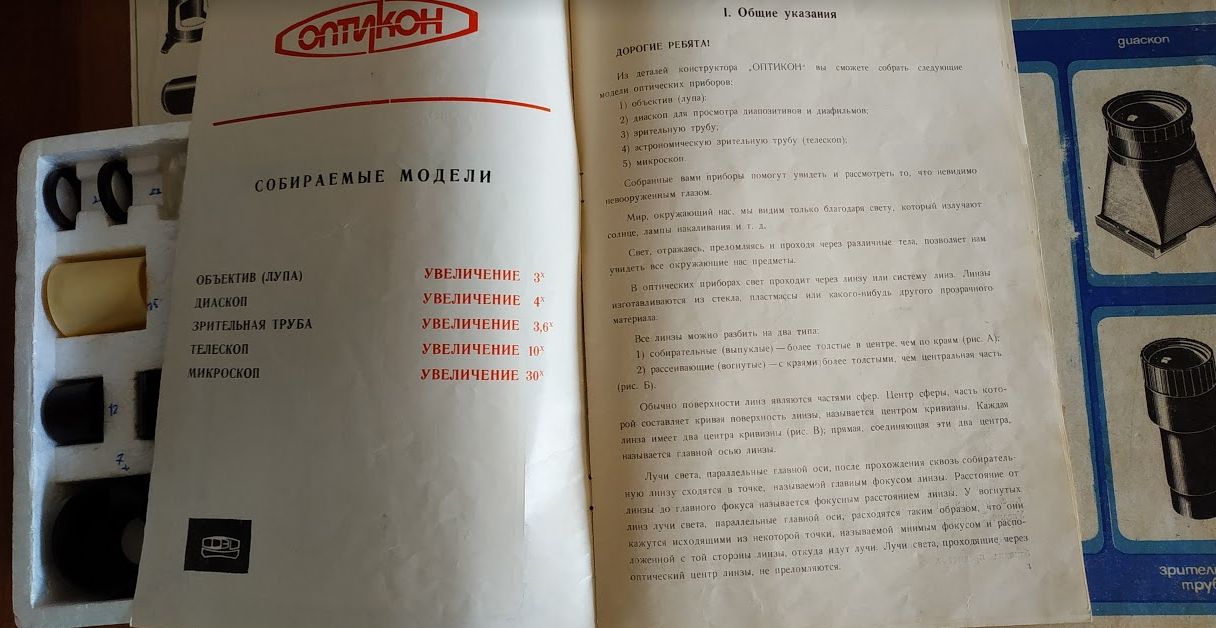 ОПТИКОН
СОБИРАЕМЫЕ МОДЕЛИ
ОБЪЕКТИВ (ЛУПА) УВЕЛИЧЕНИЕ 3ˣ
ДИАСКОП УВЕЛИЧЕНИЕ 4ˣ
ЗРИТЕЛЬНАЯ ТРУБА УВЕЛИЧЕНИЕ 3,6ˣ
ТЕЛЕСКОП УВЕЛИЧЕНИЕ 10ˣ
МИКРОСКОП УВЕЛИЧЕНИЕ 30ˣ
I. Общие указания
ДОРОГИЕ РЕБЯТА!
Из деталей конструктора „ОПТИКОН“ вы сможете собрать следующие
модели оптических приборов:
1) объектив (лупа);
2) диаскоп для просмотра диапозитивов и диафильмов;
3) зрительную трубу;
4) астрономическую зрительную трубу (телескоп);
5) микроскоп
Собранные вами приборы помогут увидеть и рассмотреть то, что невидимо
невооруженным глазом.
Мир, окружающий нас, мы видим только благодаря свету, который излучают
солнце, лампы накаливания и т. д.
Свет, отражаясь, преломляясь и проходя через различные тела, позволяет нам
увидеть все окружающие нас предметы.
В оптических приборах свет проходит через линзу или систему линз. Линзы
изготавливаются из стекла, пластмассы или какого-нибудь другого прозрачного
материала.
Все линзы можно разбить на два типа:
1) собирательные (выпуклые) — более толстые в центре, чем по краям (рис. А);
2) рассеивающие (вогнутые) — с краями более толстыми, чем центральная часть
(рис. Б).
Обычно поверхности линз являются частями сфер. Центр сферы, часть кото-
рой составляет кривая поверхность линзы, называется центром кривизны. Каждая
линза имеет два центра кривизны (рис. В); прямая, соединяющая эти два центра,
называется главной осью линзы.
Лучи света, параллельные главной оси, после прохождения сквозь собиратель-
ную линзу сходятся в точке, называемой главным фокусом линзы. Расстояние от
линзы до главного фокуса называется фокусным расстоянием линзы. У вогнутых
линз лучи света, параллельные главной оси, расходятся таким образом, что они
кажутся исходящими из некоторой точки, называемой мнимым фокусом и распо-
ложенной с той стороны линзы, откуда идут лучи. Лучи света, проходящие через
оптический центр линзы, не преломляются.
диаскоп
12
7